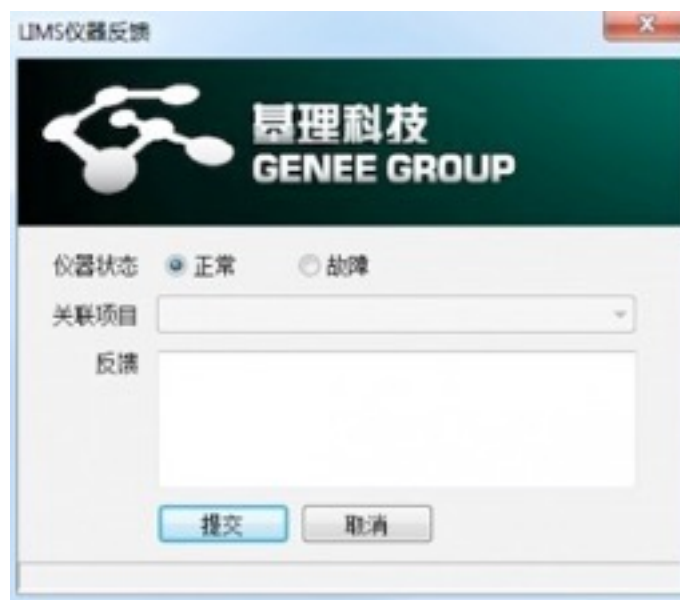 LIMS仪器反馈
基理科技
GENEE GROUP
仪器状态 正常 故障
关联项目
反馈
提交 取消